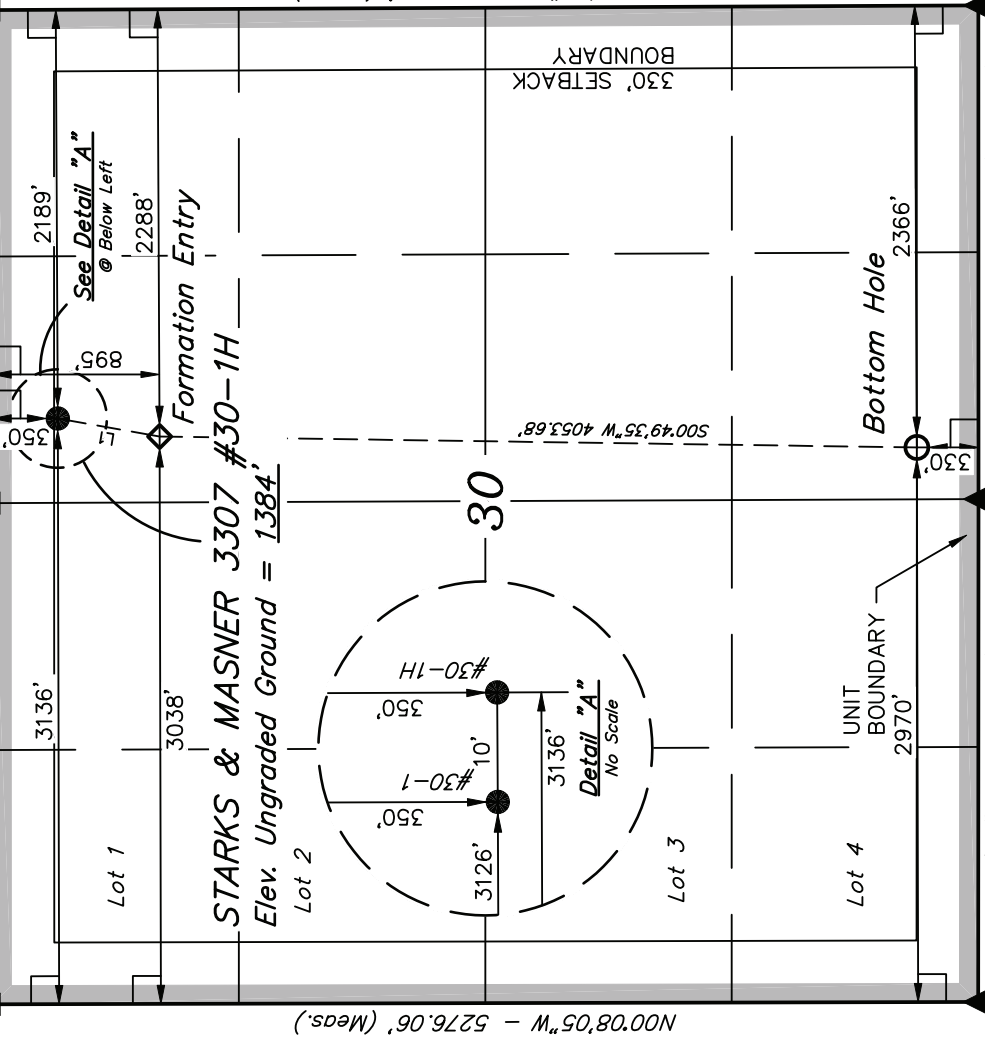 See Detail "A"
@ Below Left
2189'
2288'
Formation Entry
895'
350'
L1
STARKS & MASNER 3307 #30-1H
Elev. Ungraded Ground = 1384'
3136'
3038'
Lot 1
Lot 2
Lot 3
Lot 4
330' SETBACK
BOUNDARY
30
S00°49'35"W 4053.68'
#30-1H
350'
#30-1
350'
10'
3126'
3136'
Detail "A"
No Scale
Bottom Hole
2366'
330'
UNIT
BOUNDARY
2970'
N00°08'05"W - 5276.06' (Meas.)